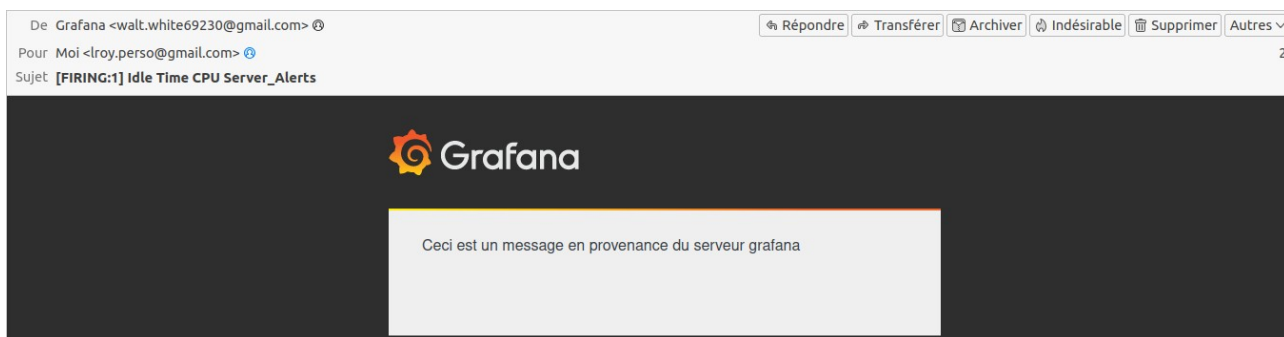 De Grafana <walt.white69230@gmail.com>
Répondre Transférer Archiver Indésirable Supprimer Autres
Pour Moi <lroy.perso@gmail.com>
2
Sujet [FIRING:1] Idle Time CPU Server_Alerts
Grafana
Ceci est un message en provenance du serveur grafana